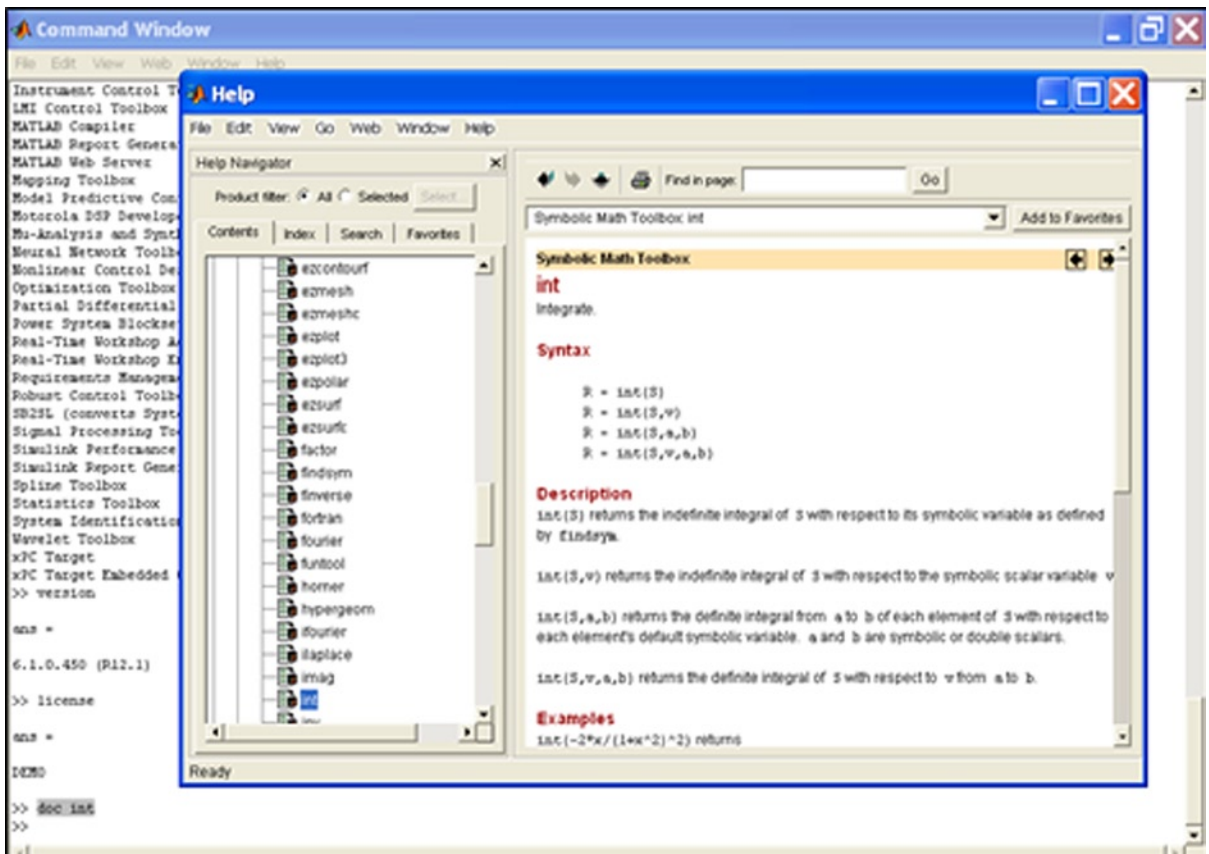 Command Window
File Edit View Web Window Help
Instrument Control T
LMI Control Toolbox
MATLAB Compiler
MATLAB Report Genera
MATLAB Web Server
Mapping Toolbox
Model Predictive Con
Motorola DSP Develop
Mu-Analysis and Synt
Neural Network Toolb
Nonlinear Control De
Optimization Toolbox
Partial Differential
Power System Blockse
Real-Time Workshop A
Real-Time Workshop E
Requirements Managem
Robust Control Toolb
SB2SL (converts Syst
Signal Processing To
Simulink Performance
Simulink Report Gene
Spline Toolbox
Statistics Toolbox
System Identification
Wavelet Toolbox
xPC Target
xPC Target Embedded
>> version
ans =
6.1.0.450 (R12.1)
>> license
ans =
DEMO
>> doc int
>>
Help
File Edit View Go Web Window Help
Help Navigator
Product filter: All Selected Select...
Contents Index Search Favorites
ezcontourf
ezmesh
ezmeshc
ezplot
ezplot3
ezpolar
ezsurf
ezsurfc
factor
findsym
finverse
fortran
fourier
funtool
horner
hypergeom
ifourier
ilaplace
imag
int
inv
Find in page: Go
Symbolic Math Toolbox: int Add to Favorites
Symbolic Math Toolbox
int
Integrate.
Syntax
R = int(S)
R = int(S,v)
R = int(S,a,b)
R = int(S,v,a,b)
Description
int(S) returns the indefinite integral of S with respect to its symbolic variable as defined
by findsym.
int(S,v) returns the indefinite integral of S with respect to the symbolic scalar variable v
int(S,a,b) returns the definite integral from a to b of each element of S with respect to
each element's default symbolic variable. a and b are symbolic or double scalars.
int(S,v,a,b) returns the definite integral of S with respect to v from a to b.
Examples
int(-2*x/(1+x^2)^2) returns
Ready